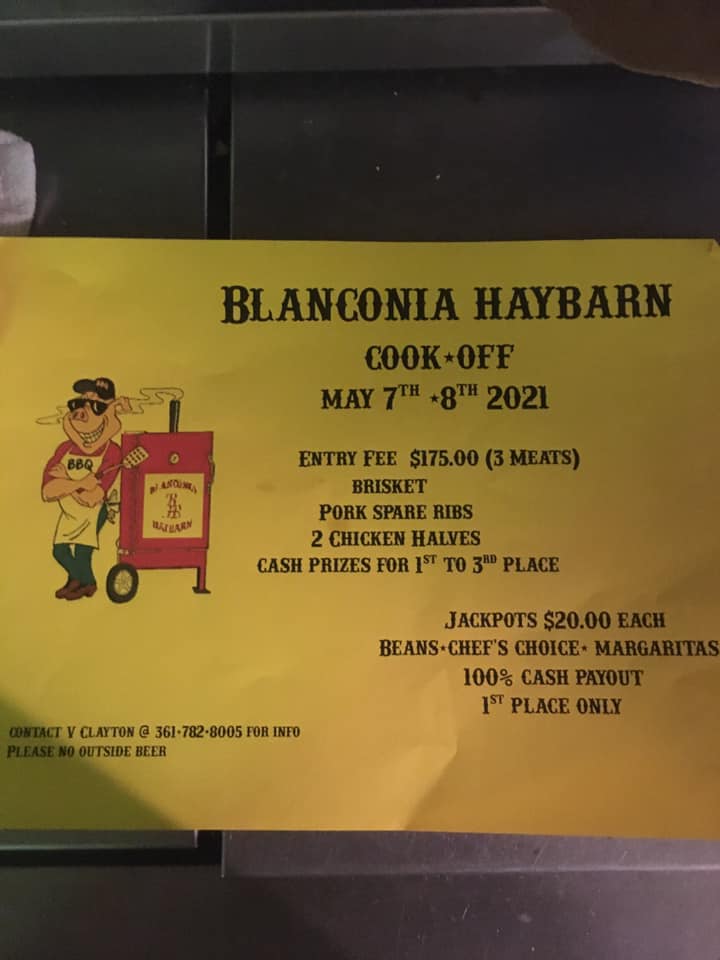 BLANCONIA HAYBARN
COOK★OFF
MAY 7TH ★8TH 2021
ENTRY FEE $175.00 (3 MEATS)
BRISKET
PORK SPARE RIBS
2 CHICKEN HALVES
CASH PRIZES FOR 1ST TO 3RD PLACE
BBQ
BLANCONIA
HAYBARN
JACKPOTS $20.00 EACH
BEANS★CHEF'S CHOICE★ MARGARITAS
100% CASH PAYOUT
1ST PLACE ONLY
CONTACT V CLAYTON @ 361★782★8005 FOR INFO
PLEASE NO OUTSIDE BEER